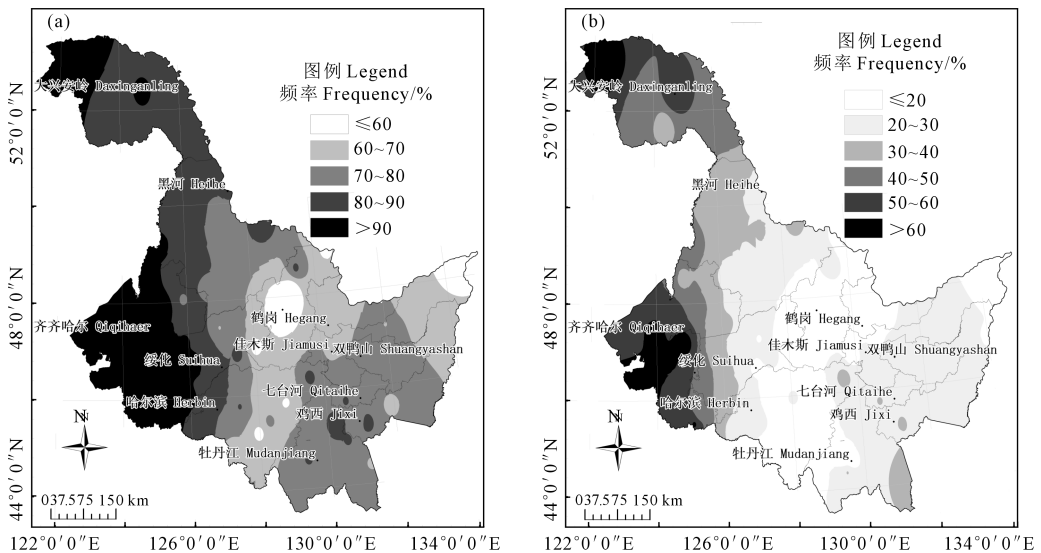 (a)
图例 Legend
频率 Frequency/%
≤60
60~70
70~80
80~90
>90
大兴安岭 Daxinganling
黑河 Heihe
齐齐哈尔 Qiqihaer
绥化 Suihua
哈尔滨 Herbin
鹤岗 Hegang
佳木斯 Jiamusi
双鸭山 Shuangyashan
七台河 Qitaihe
鸡西 Jixi
牡丹江 Mudanjiang
N
037.575 150 km
52°0′0″N
48°0′0″N
44°0′0″N
122°0′0″E
126°0′0″E
130°0′0″E
134°0′0″E
(b)
图例 Legend
频率 Frequency/%
≤20
20~30
30~40
40~50
50~60
>60
大兴安岭 Daxinganling
黑河 Heihe
齐齐哈尔 Qiqihaer
绥化 Suihua
哈尔滨 Herbin
鹤岗 Hegang
佳木斯 Jiamusi
双鸭山 Shuangyashan
七台河 Qitaihe
鸡西 Jixi
牡丹江 Mudanjiang
N
037.575 150 km
52°0′0″N
48°0′0″N
44°0′0″N
122°0′0″E
126°0′0″E
130°0′0″E
134°0′0″E